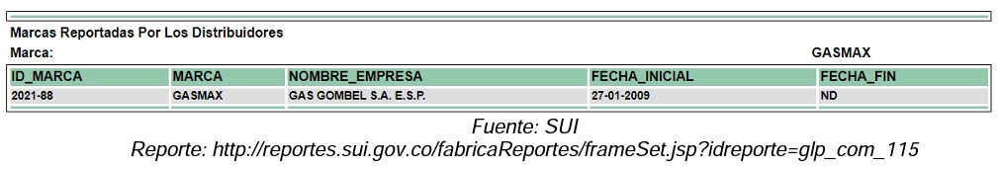 Marcas Reportadas Por Los Distribuidores
Marca: GASMAX
ID_MARCA MARCA NOMBRE_EMPRESA FECHA_INICIAL FECHA_FIN
2021-88 GASMAX GAS GOMBEL S.A. E.S.P. 27-01-2009 ND
Fuente: SUI
Reporte: http://reportes.sui.gov.co/fabricaReportes/frameSet.jsp?idreporte=glp_com_115